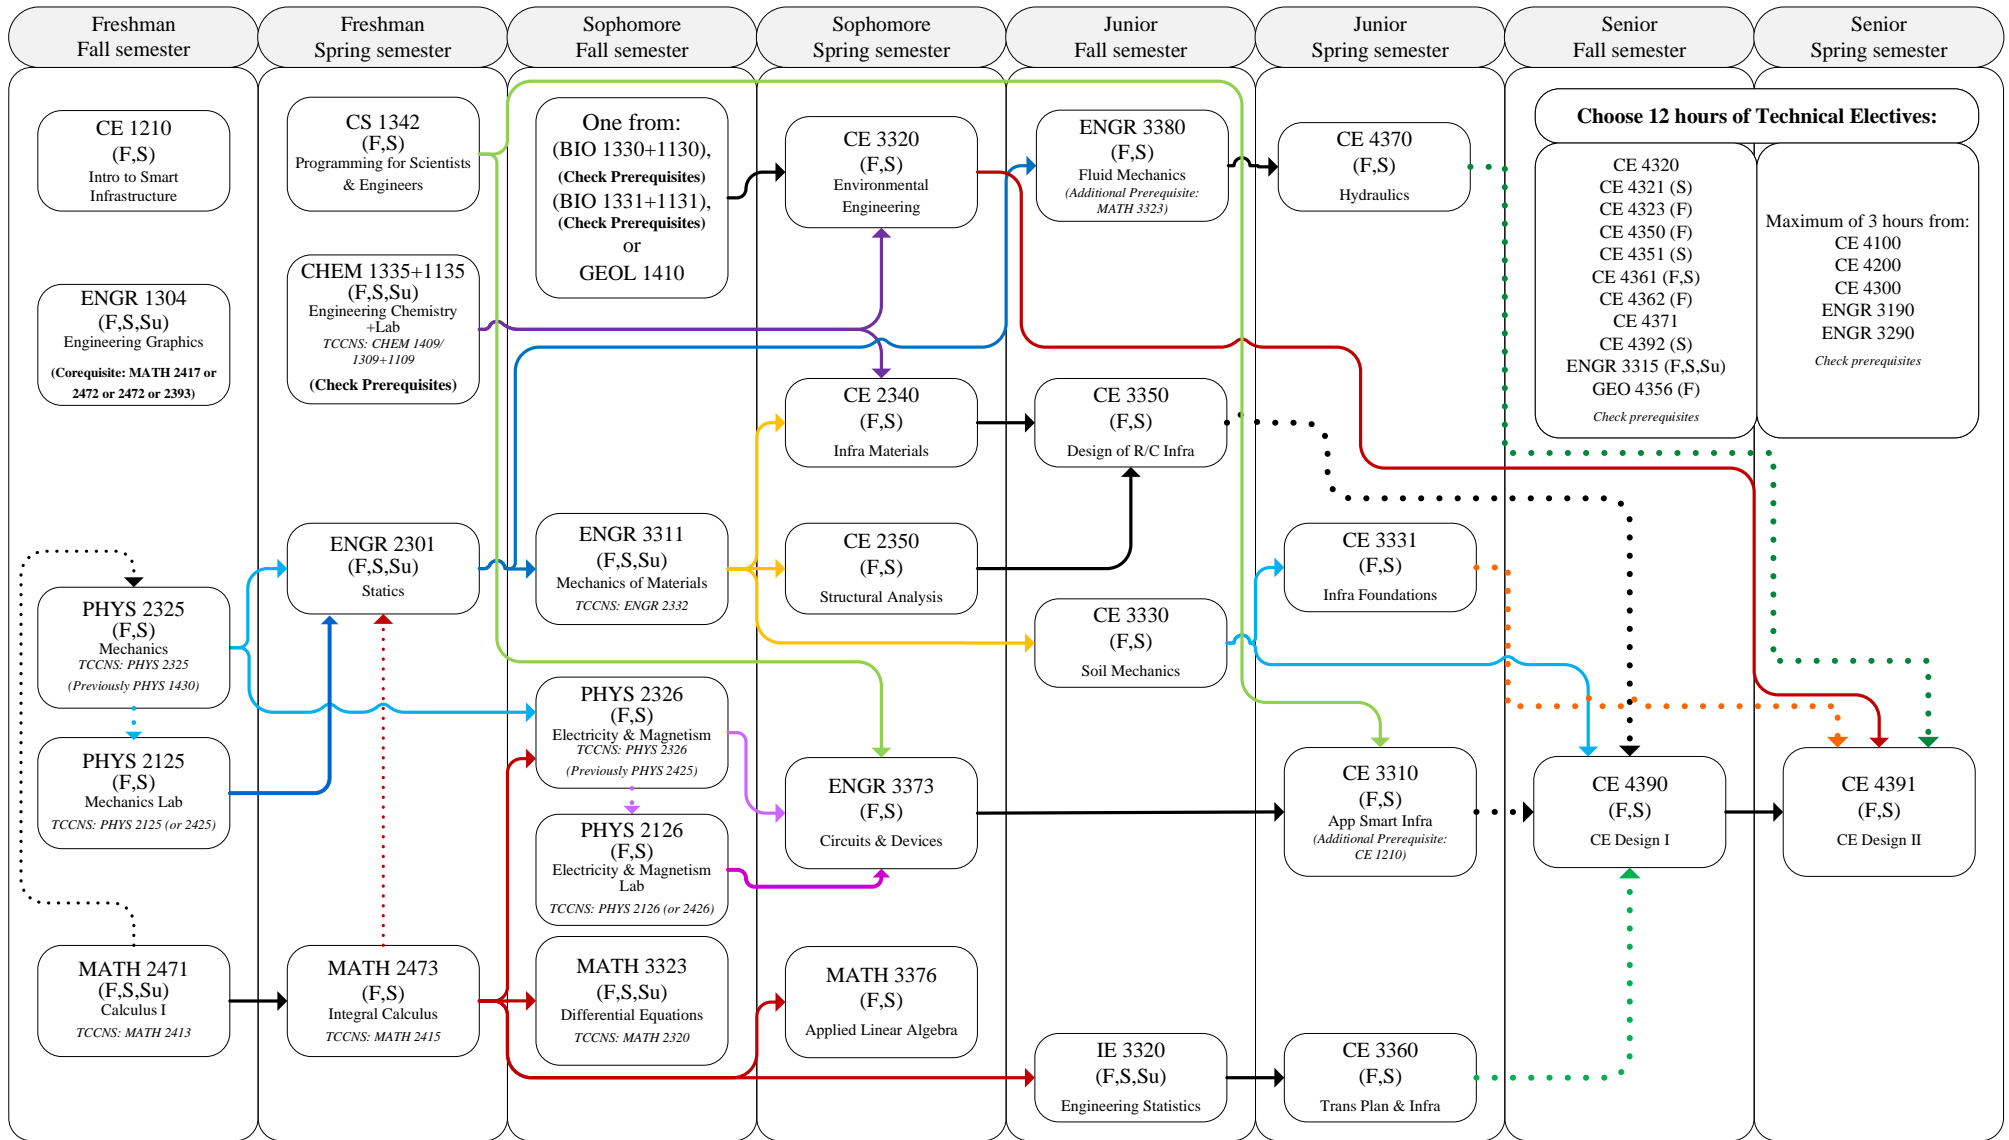 Freshman
Fall semester
Freshman
Spring semester
Sophomore
Fall semester
Sophomore
Spring semester
Junior
Fall semester
Junior
Spring semester
Senior
Fall semester
Senior
Spring semester
CE 1210
(F,S)
Intro to Smart
Infrastructure
ENGR 1304
(F,S,Su)
Engineering Graphics
(Corequisite: MATH 2417 or
2472 or 2472 or 2393)
PHYS 2325
(F,S)
Mechanics
TCCNS: PHYS 2325
(Previously PHYS 1430)
PHYS 2125
(F,S)
Mechanics Lab
TCCNS: PHYS 2125 (or 2425)
MATH 2471
(F,S,Su)
Calculus I
TCCNS: MATH 2413
CS 1342
(F,S)
Programming for Scientists
& Engineers
CHEM 1335+1135
(F,S,Su)
Engineering Chemistry
+Lab
TCCNS: CHEM 1409/
1309+1109
(Check Prerequisites)
ENGR 2301
(F,S,Su)
Statics
MATH 2473
(F,S)
Integral Calculus
TCCNS: MATH 2415
One from:
(BIO 1330+1130),
(Check Prerequisites)
(BIO 1331+1131),
(Check Prerequisites)
or
GEOL 1410
ENGR 3311
(F,S,Su)
Mechanics of Materials
TCCNS: ENGR 2332
PHYS 2326
(F,S)
Electricity & Magnetism
TCCNS: PHYS 2326
(Previously PHYS 2425)
PHYS 2126
(F,S)
Electricity & Magnetism
Lab
TCCNS: PHYS 2126 (or 2426)
MATH 3323
(F,S,Su)
Differential Equations
TCCNS: MATH 2320
CE 3320
(F,S)
Environmental
Engineering
CE 2340
(F,S)
Infra Materials
CE 2350
(F,S)
Structural Analysis
ENGR 3373
(F,S)
Circuits & Devices
MATH 3376
(F,S)
Applied Linear Algebra
ENGR 3380
(F,S)
Fluid Mechanics
(Additional Prerequisite:
MATH 3323)
CE 3350
(F,S)
Design of R/C Infra
CE 3330
(F,S)
Soil Mechanics
IE 3320
(F,S,Su)
Engineering Statistics
CE 4370
(F,S)
Hydraulics
CE 3331
(F,S)
Infra Foundations
CE 3310
(F,S)
App Smart Infra
(Additional Prerequisite:
CE 1210)
CE 3360
(F,S)
Trans Plan & Infra
Choose 12 hours of Technical Electives:
CE 4320
CE 4321 (S)
CE 4323 (F)
CE 4350 (F)
CE 4351 (S)
CE 4361 (F,S)
CE 4362 (F)
CE 4371
CE 4392 (S)
ENGR 3315 (F,S,Su)
GEO 4356 (F)
Check prerequisites
Maximum of 3 hours from:
CE 4100
CE 4200
CE 4300
ENGR 3190
ENGR 3290
Check prerequisites
CE 4390
(F,S)
CE Design I
CE 4391
(F,S)
CE Design II